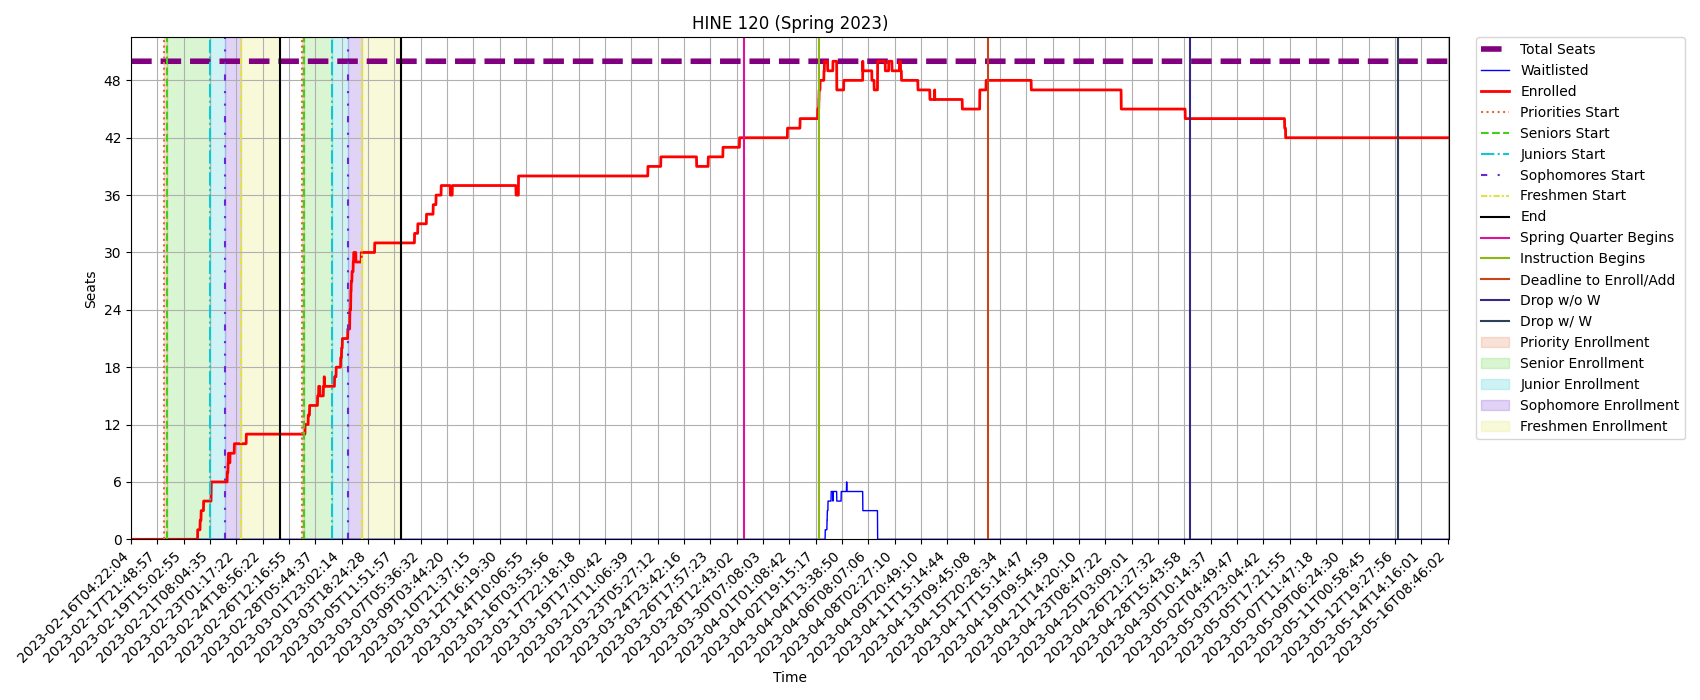 HINE 120 (Spring 2023)
Total Seats
Waitlisted
Enrolled
Priorities Start
Seniors Start
Juniors Start
Sophomores Start
Freshmen Start
End
Spring Quarter Begins
Instruction Begins
Deadline to Enroll/Add
Drop w/o W
Drop w/ W
Priority Enrollment
Senior Enrollment
Junior Enrollment
Sophomore Enrollment
Freshmen Enrollment
Seats
48
42
36
30
24
18
12
6
0
2023-02-16T04:22:04
2023-02-17T21:48:57
2023-02-19T15:02:55
2023-02-21T08:04:35
2023-02-23T01:17:22
2023-02-24T18:56:22
2023-02-26T12:16:55
2023-02-28T05:44:37
2023-03-01T23:02:14
2023-03-03T18:24:28
2023-03-05T11:51:57
2023-03-07T05:36:32
2023-03-09T03:44:20
2023-03-10T21:37:15
2023-03-12T16:19:30
2023-03-14T10:06:55
2023-03-16T03:53:56
2023-03-17T22:18:18
2023-03-19T17:00:42
2023-03-21T11:06:39
2023-03-23T05:27:12
2023-03-24T23:42:16
2023-03-26T17:57:23
2023-03-28T12:43:02
2023-03-30T07:08:03
2023-04-01T01:08:42
2023-04-02T19:15:17
2023-04-04T13:38:50
2023-04-06T08:07:06
2023-04-08T02:27:10
2023-04-09T20:49:10
2023-04-11T15:14:44
2023-04-13T09:45:08
2023-04-15T20:28:34
2023-04-17T15:14:47
2023-04-19T09:54:59
2023-04-21T14:20:10
2023-04-23T08:47:22
2023-04-25T03:09:01
2023-04-26T21:27:32
2023-04-28T15:43:58
2023-04-30T10:14:37
2023-05-02T04:49:47
2023-05-03T23:04:42
2023-05-05T17:21:55
2023-05-07T11:47:18
2023-05-09T06:24:30
2023-05-11T00:58:45
2023-05-12T19:27:56
2023-05-14T14:16:01
2023-05-16T08:46:02
Time